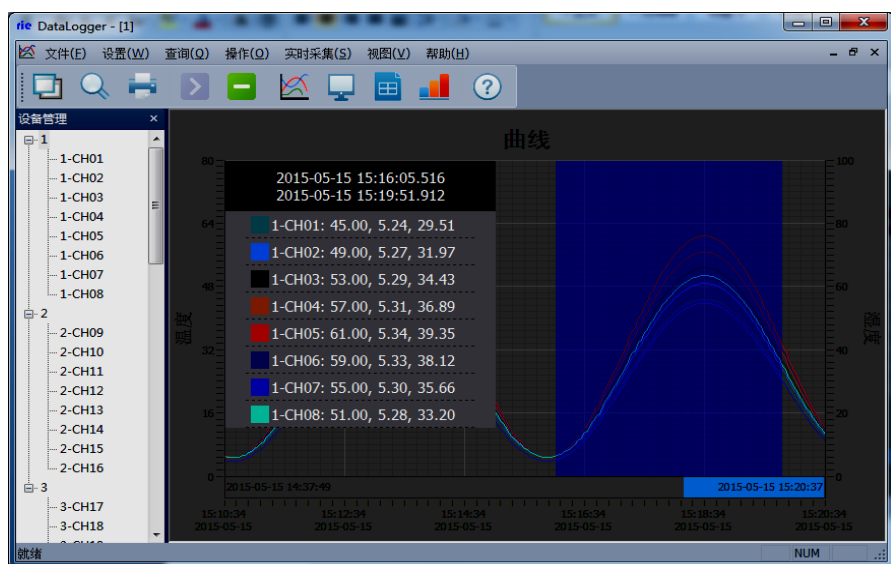 rie DataLogger - [1]
文件(F) 设置(W) 查询(Q) 操作(O) 实时采集(S) 视图(V) 帮助(H)
设备管理
1
1-CH01
1-CH02
1-CH03
1-CH04
1-CH05
1-CH06
1-CH07
1-CH08
2
2-CH09
2-CH10
2-CH11
2-CH12
2-CH13
2-CH14
2-CH15
2-CH16
3
3-CH17
3-CH18
曲线
2015-05-15 15:16:05.516
2015-05-15 15:19:51.912
1-CH01: 45.00, 5.24, 29.51
1-CH02: 49.00, 5.27, 31.97
1-CH03: 53.00, 5.29, 34.43
1-CH04: 57.00, 5.31, 36.89
1-CH05: 61.00, 5.34, 39.35
1-CH06: 59.00, 5.33, 38.12
1-CH07: 55.00, 5.30, 35.66
1-CH08: 51.00, 5.28, 33.20
80
64
48
32
16
0
温度
100
80
60
40
20
0
湿度
2015-05-15 14:37:49 2015-05-15 15:20:37
15:10:34 15:12:34 15:14:34 15:16:34 15:18:34 15:20:34
2015-05-15 2015-05-15 2015-05-15 2015-05-15 2015-05-15 2015-05-15
就绪 NUM